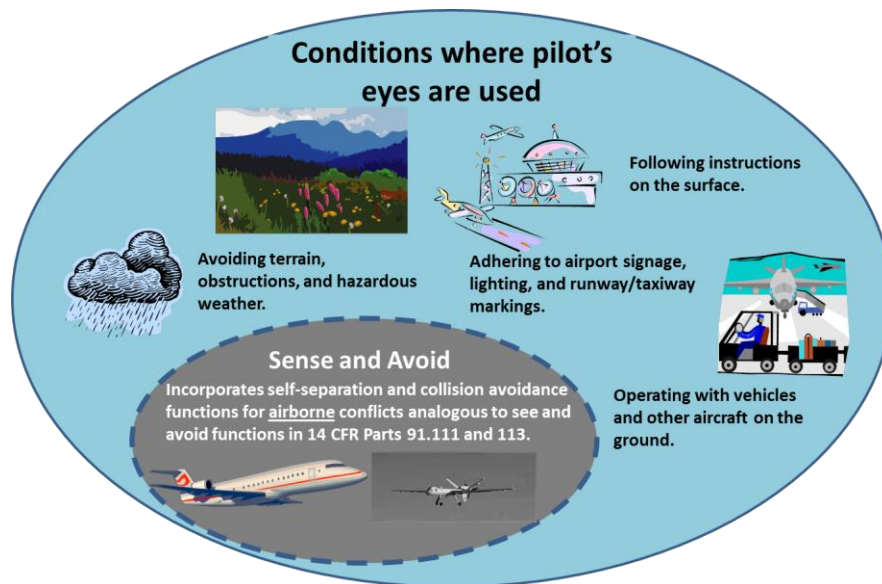 Conditions where pilot's
eyes are used
Following instructions
on the surface.
Avoiding terrain,
obstructions, and hazardous
weather.
Adhering to airport signage,
lighting, and runway/taxiway
markings.
Operating with vehicles
and other aircraft on the
ground.
Sense and Avoid
Incorporates self-separation and collision avoidance
functions for airborne conflicts analogous to see and
avoid functions in 14 CFR Parts 91.111 and 113.